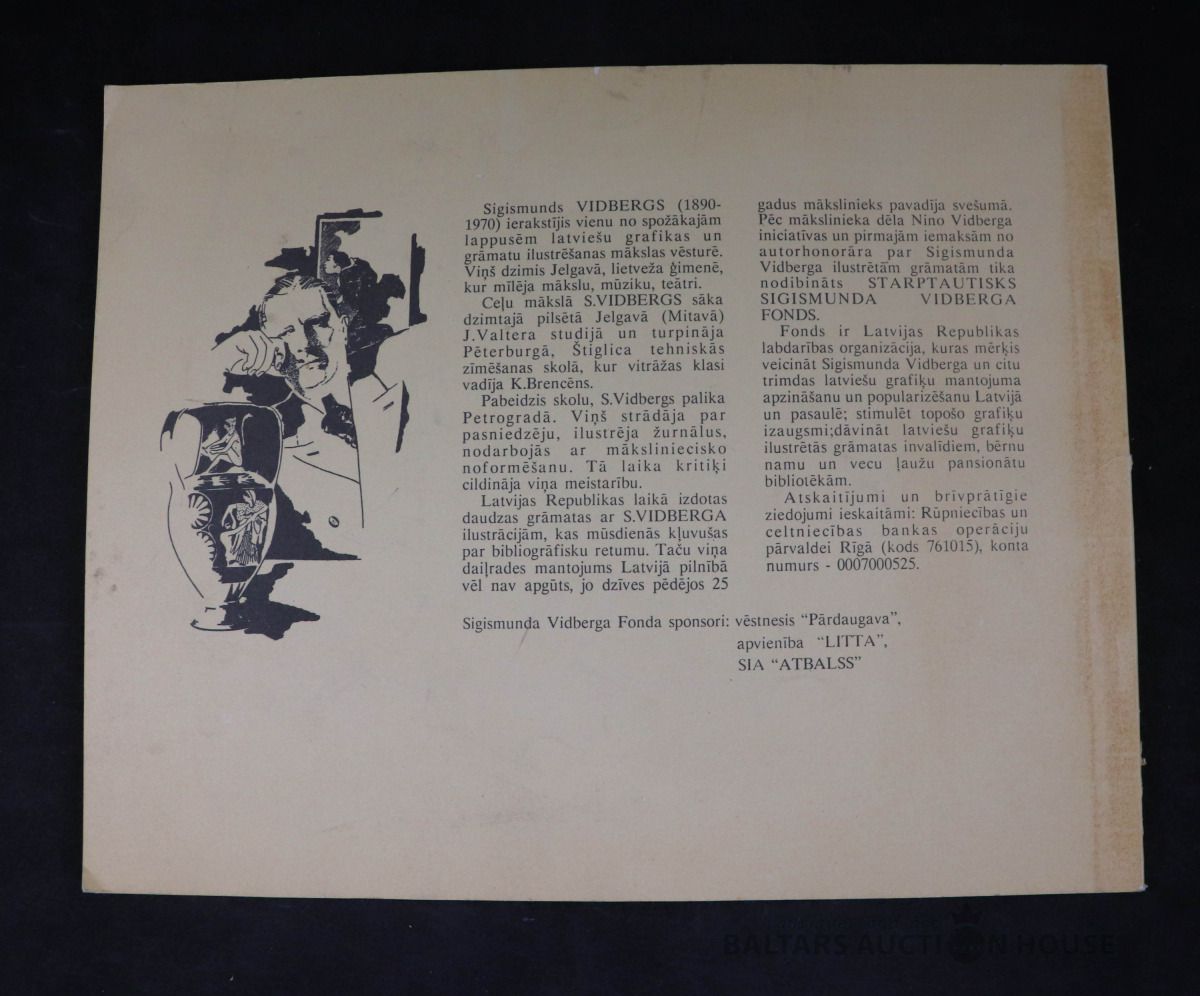 Sigismunds VIDBERGS (1890-
1970) ierakstījis vienu no spožākajām
lappusēm latviešu grafikas un
grāmatu ilustrēšanas mākslas vēsturē.
Viņš dzimis Jelgavā, lietveža ģimenē,
kur mīlēja mākslu, mūziku, teātri.
Ceļu mākslā S.VIDBERGS sāka
dzimtajā pilsētā Jelgavā (Mitavā)
J.Valtera studijā un turpināja
Pēterburgā, Štiglica tehniskās
zīmēšanas skolā, kur vitrāžas klasi
vadīja K.Brencēns.
Pabeidzis skolu, S.Vidbergs palika
Petrogradā. Viņš strādāja par
pasniedzēju, ilustrēja žurnālus,
nodarbojās ar māksliniecisko
noformēšanu. Tā laika kritiķi
cildināja viņa meistarību.
Latvijas Republikas laikā izdotas
daudzas grāmatas ar S.VIDBERGA
ilustrācijām, kas mūsdienās kļuvušas
par bibliogrāfisku retumu. Taču viņa
daiļrades mantojums Latvijā pilnībā
vēl nav apgūts, jo dzīves pēdējos 25
gadus mākslinieks pavadīja svešumā.
Pēc mākslinieka dēla Nino Vidberga
iniciatīvas un pirmajām iemaksām no
autorhonorāra par Sigismunda
Vidberga ilustrētām grāmatām tika
nodibināts STARPTAUTISKS
SIGISMUNDA VIDBERGA
FONDS.
Fonds ir Latvijas Republikas
labdarības organizācija, kuras mērķis
veicināt Sigismunda Vidberga un citu
trimdas latviešu grafiķu mantojuma
apzināšanu un popularizēšanu Latvijā
un pasaulē; stimulēt topošo grafiķu
izaugsmi;dāvināt latviešu grafiķu
ilustrētās grāmatas invalīdiem, bērnu
namu un vecu ļaužu pansionātu
bibliotēkām.
Atskaitījumi un brīvprātīgie
ziedojumi ieskaitāmi: Rūpniecības un
celtniecības bankas operāciju
pārvaldei Rīgā (kods 761015), konta
numurs - 0007000525.
Sigismunda Vidberga Fonda sponsori: vēstnesis “Pārdaugava”,
apvienība “LITTA”,
SIA “ATBALSS”
BALTARS AUCTION HOUSE